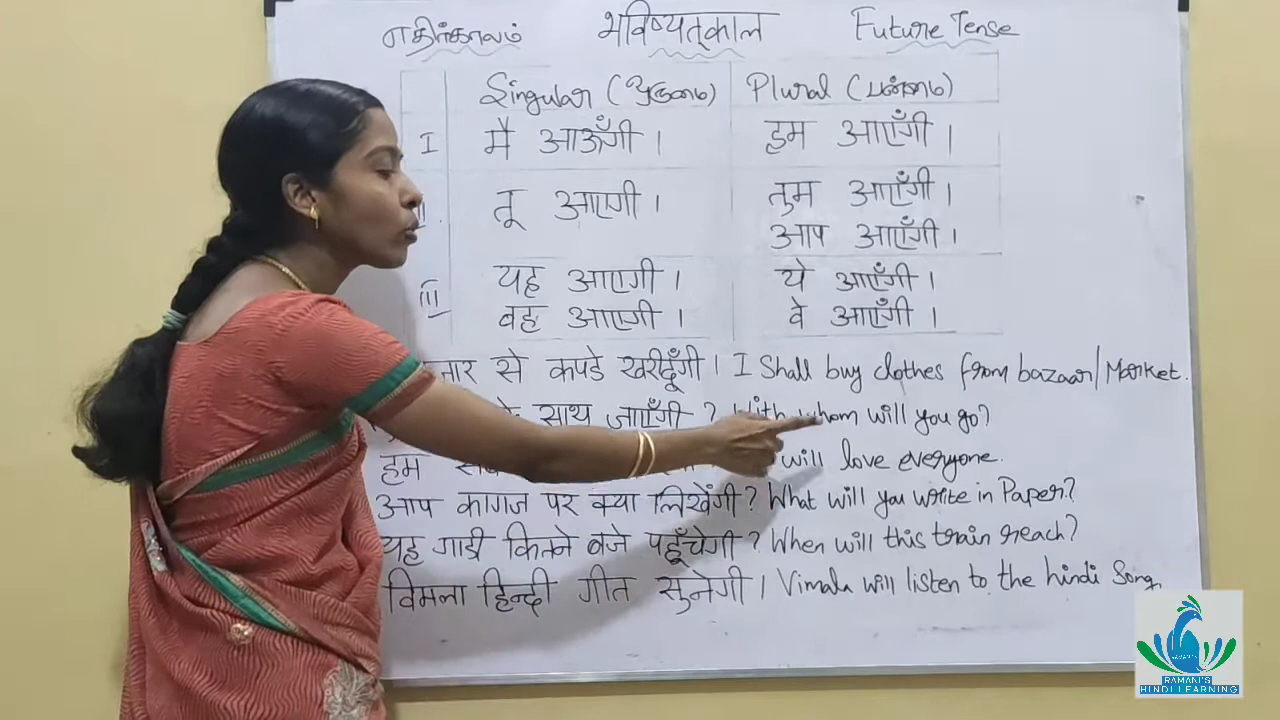 எதிர்காலம் भविष्यत्काल Future Tense
Singular (ஒருமை) Plural (பன்மை)
I मैं आऊँगी । हम आएँगी ।
II तू आएगी । तुम आएँगी ।
आप आएँगी ।
III यह आएगी । ये आएँगी ।
वह आएगी । वे आएँगी ।
से कपडे खरीदूँगी । I Shall buy clothes from bazaar/Market.
साथ जाएँगी ? With whom will you go?
हम will love everyone.
आप कागज पर क्या लिखेंगी ? What will you write in Paper?
यह गाडी कितने बजे पहूँचेगी ? When will this train reach?
विमला हिन्दी गीत सुनेगी । Vimala will listen to the hindi Song.
RAMANI'S
RAMANI'S
HINDI LEARNING